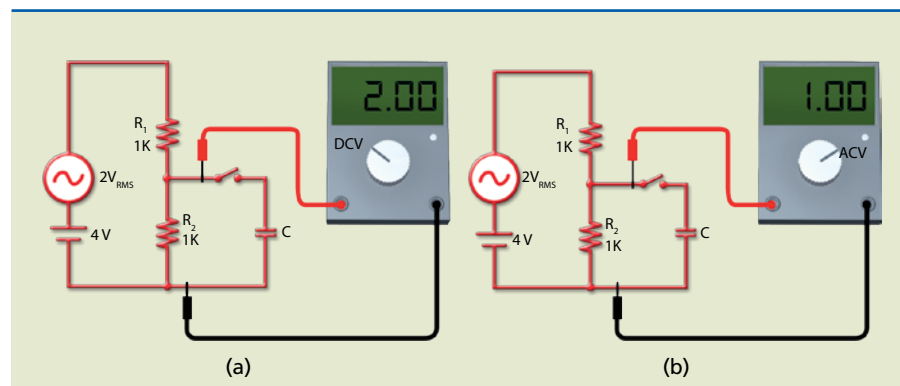 2.00
DCV
R1
1K
2VRMS
R2
1K
4 V
C
(a)
1.00
ACV
R1
1K
2VRMS
R2
1K
4 V
C
(b)